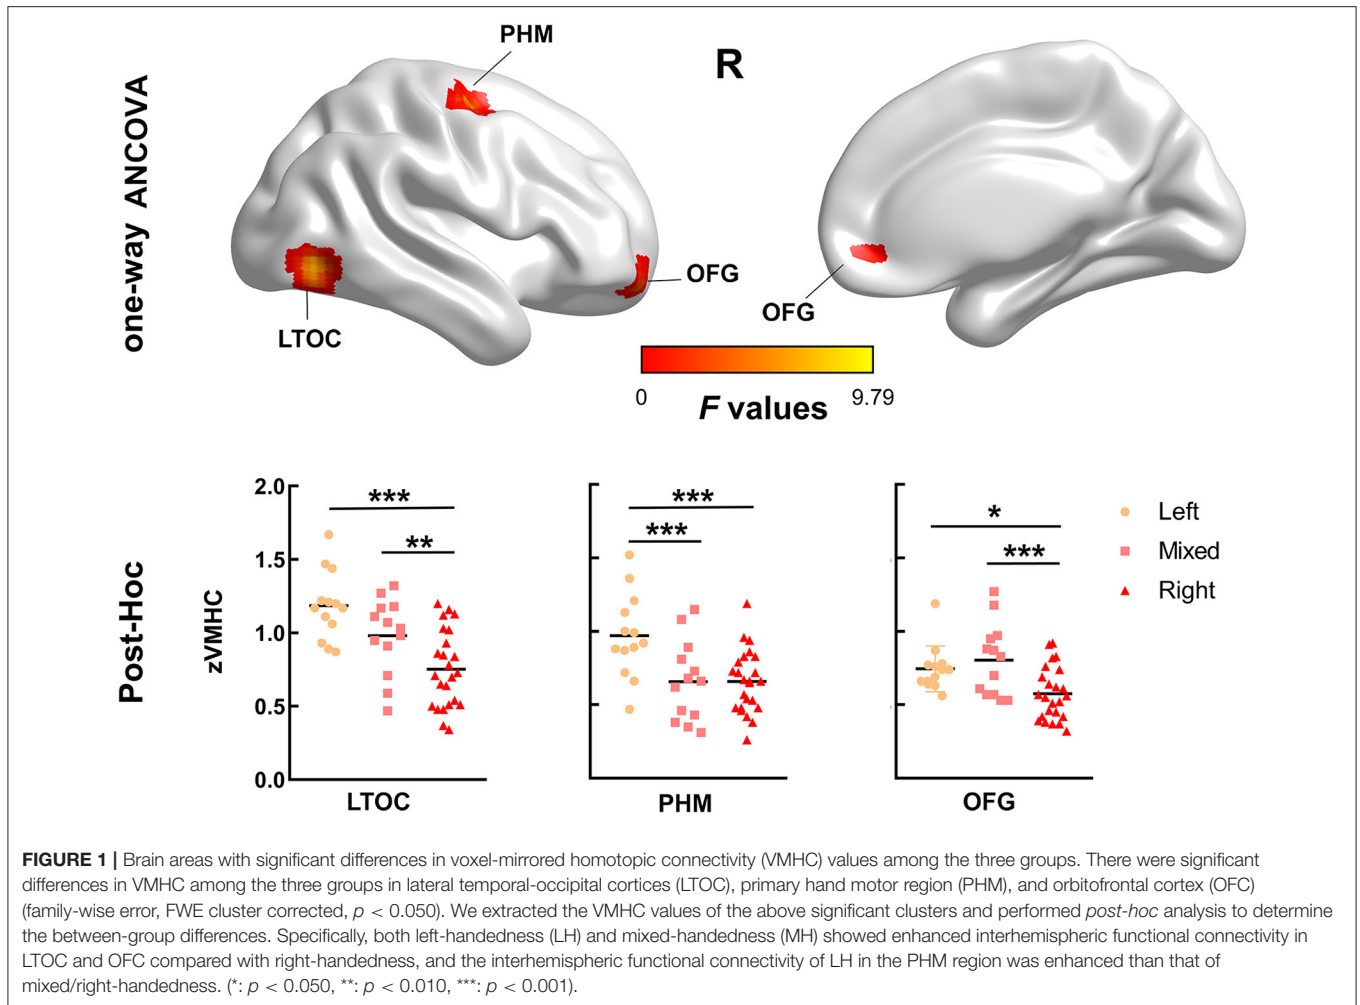 one-way ANCOVA
PHM
R
OFG
LTOC
OFG
0
9.79
F values
Post-Hoc
zVMHC
2.0
1.5
1.0
0.5
0.0
***
**
LTOC
***
***
PHM
*
***
OFG
Left
Mixed
Right
FIGURE 1 | Brain areas with significant differences in voxel-mirrored homotopic connectivity (VMHC) values among the three groups. There were significant
differences in VMHC among the three groups in lateral temporal-occipital cortices (LTOC), primary hand motor region (PHM), and orbitofrontal cortex (OFC)
(family-wise error, FWE cluster corrected, p < 0.050). We extracted the VMHC values of the above significant clusters and performed post-hoc analysis to determine
the between-group differences. Specifically, both left-handedness (LH) and mixed-handedness (MH) showed enhanced interhemispheric functional connectivity in
LTOC and OFC compared with right-handedness, and the interhemispheric functional connectivity of LH in the PHM region was enhanced than that of
mixed/right-handedness. (*: p < 0.050, **: p < 0.010, ***: p < 0.001).